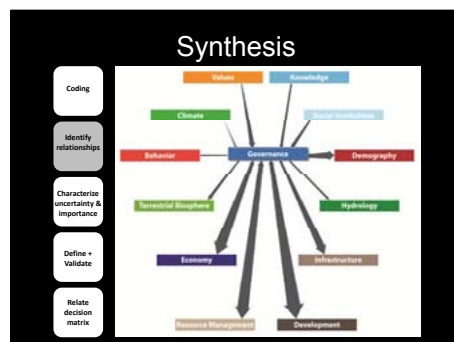 Synthesis
Coding
Identify
relationships
Characterize
uncertainty &
importance
Define +
Validate
Relate
decision
matrix
Values
Knowledge
Climate
Social Institutions
Behavior
Governance
Demography
Terrestrial Biosphere
Hydrology
Economy
Infrastructure
Resource Management
Development